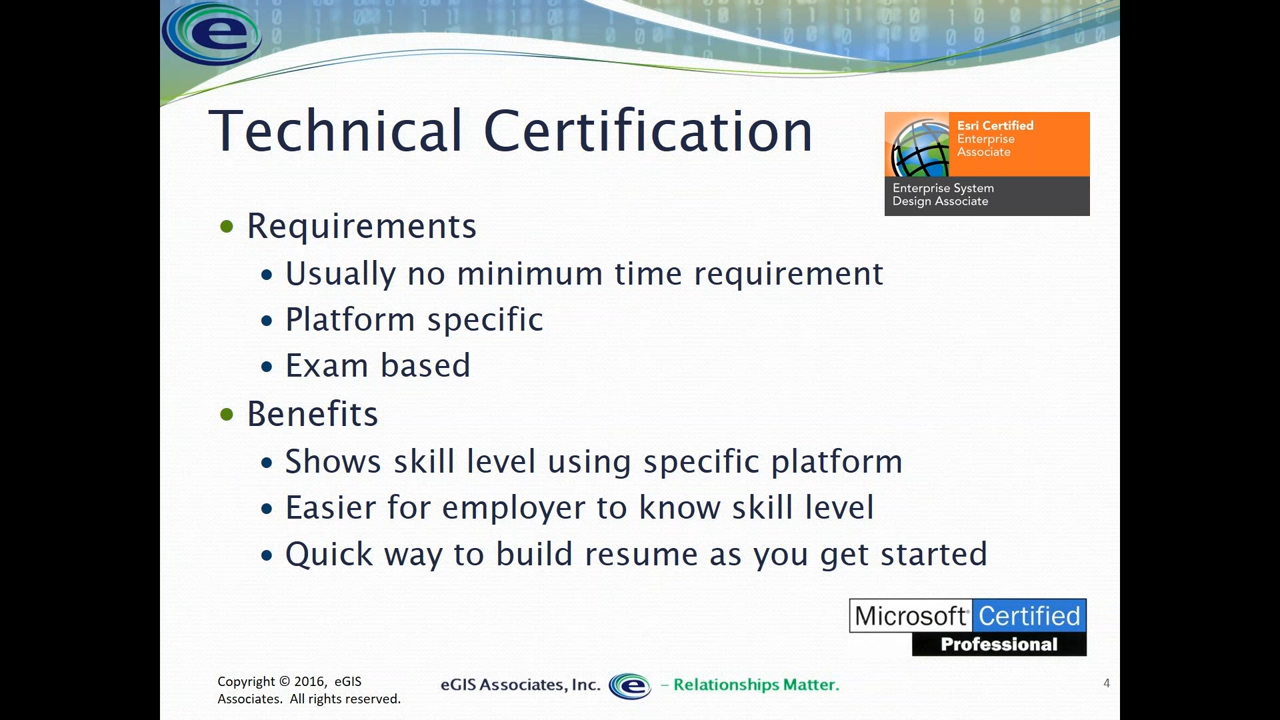 e
Technical Certification
Esri Certified
Enterprise
Associate
Enterprise System
Design Associate
• Requirements
• Usually no minimum time requirement
• Platform specific
• Exam based
• Benefits
• Shows skill level using specific platform
• Easier for employer to know skill level
• Quick way to build resume as you get started
Microsoft® Certified
Professional
Copyright © 2016, eGIS
Associates. All rights reserved.
eGIS Associates, Inc. e – Relationships Matter.
4